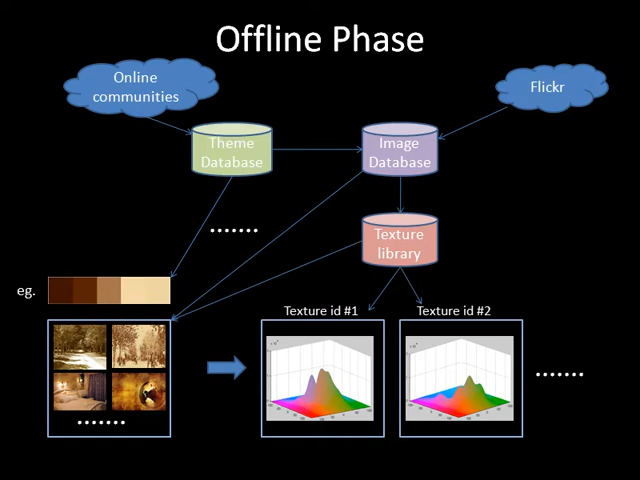 Offline Phase
Online
communities
Flickr
Theme
Database
Image
Database
.......
Texture
library
eg.
Texture id #1
Texture id #2
.......
.......